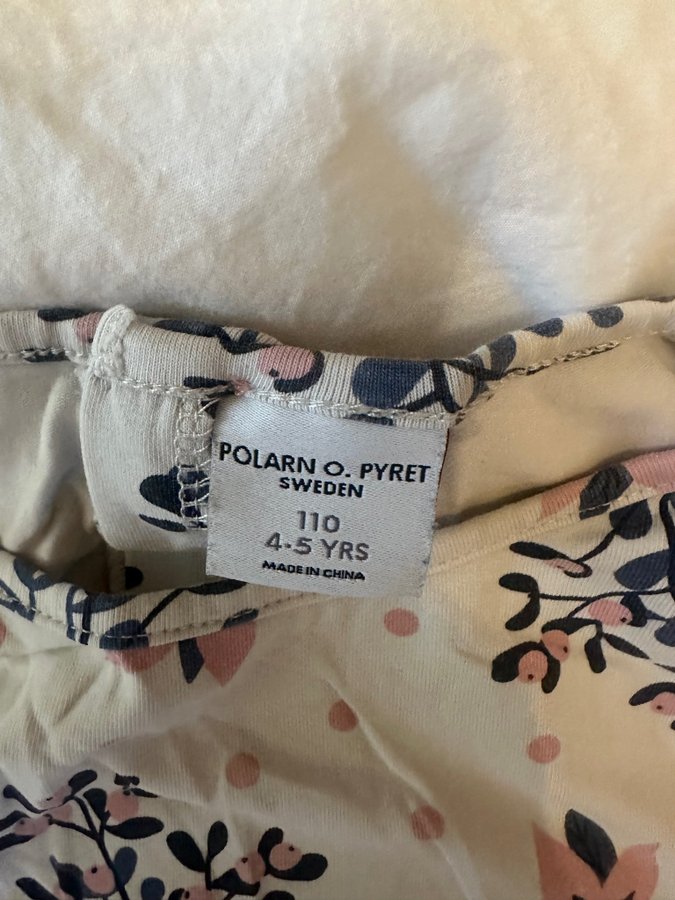 POLARN O. PYRET
SWEDEN
110
4-5 YRS
MADE IN CHINA